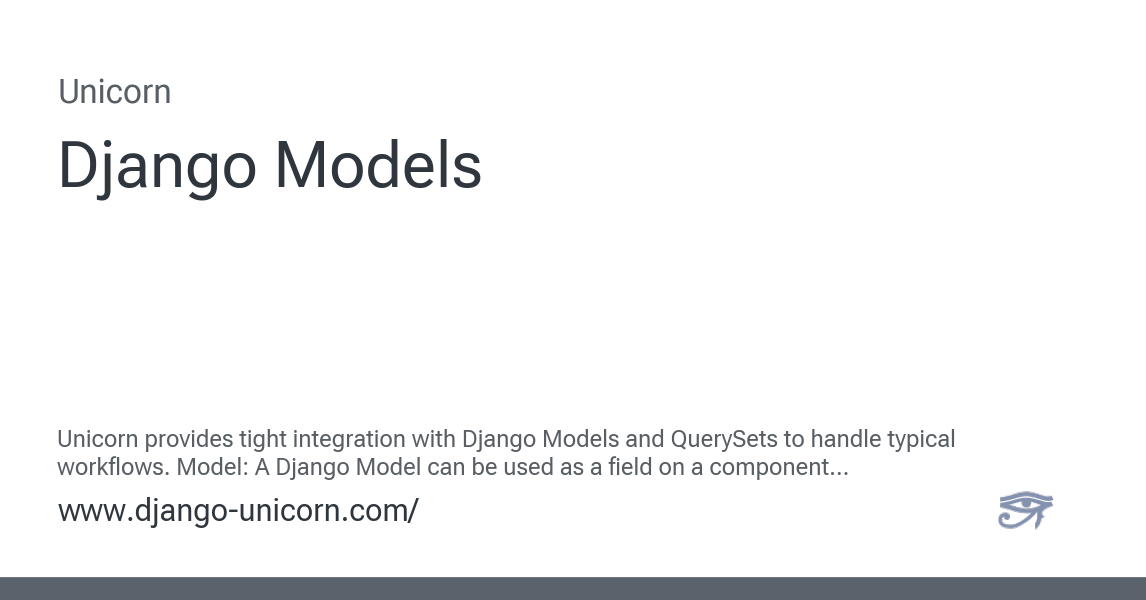 Unicorn
Django Models
Unicorn provides tight integration with Django Models and QuerySets to handle typical
workflows. Model: A Django Model can be used as a field on a component...
www.django-unicorn.com/